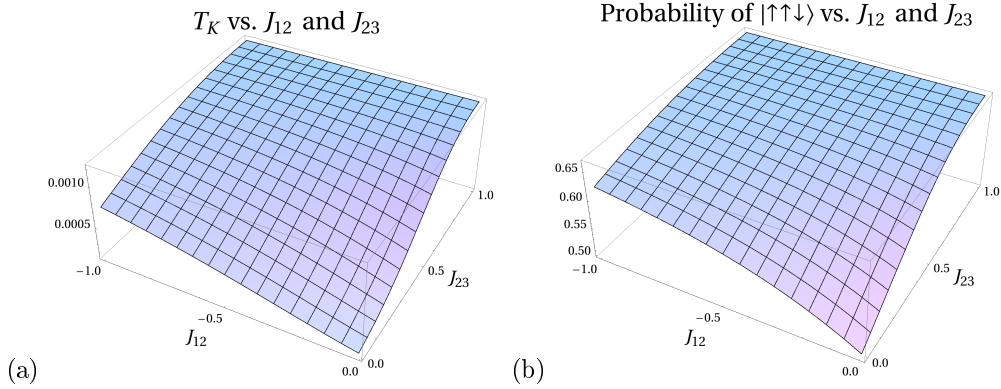 T_K vs. J_12 and J_23
0.0010
0.0005
−1.0
−0.5
0.0
J_12
0.0
0.5
1.0
J_23
(a)
Probability of |↑↑↓⟩ vs. J_12 and J_23
0.65
0.60
0.55
0.50
−1.0
−0.5
0.0
J_12
0.0
0.5
1.0
J_23
(b)